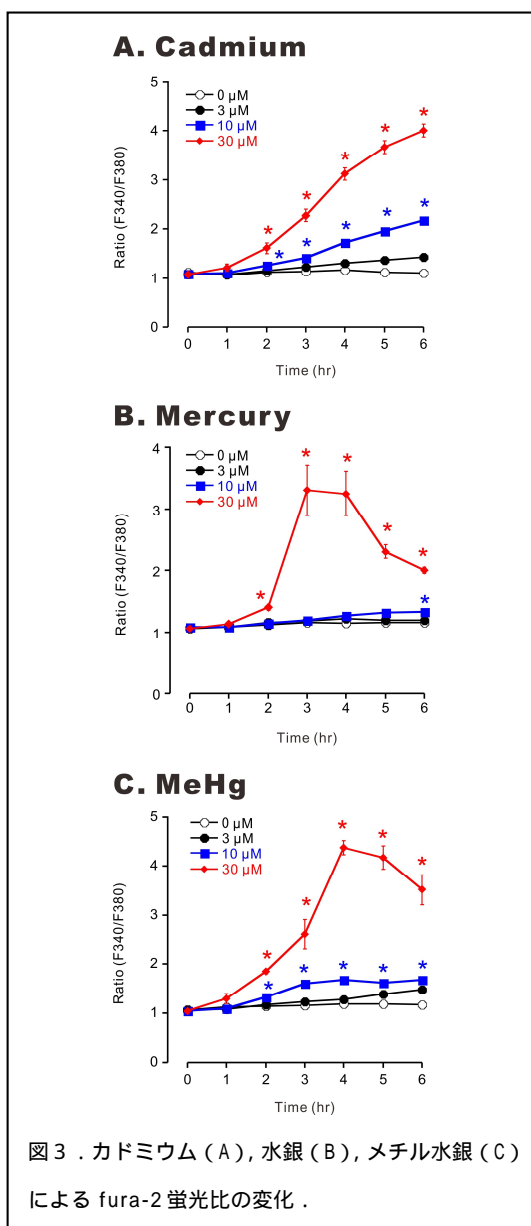 A. Cadmium
5
4
3
2
1
0
Ratio (F340/F380)
0 µM
3 µM
10 µM
30 µM
*
*
*
*
*
*
*
*
*
*
0 1 2 3 4 5 6
Time (hr)
B. Mercury
4
3
2
1
0
Ratio (F340/F380)
0 µM
3 µM
10 µM
30 µM
*
*
*
*
*
*
0 1 2 3 4 5 6
Time (hr)
C. MeHg
5
4
3
2
1
0
Ratio (F340/F380)
0 µM
3 µM
10 µM
30 µM
*
*
*
*
*
*
*
*
*
*
0 1 2 3 4 5 6
Time (hr)
図3．カドミウム（A）, 水銀（B）, メチル水銀（C）
による fura-2 蛍光比の変化．